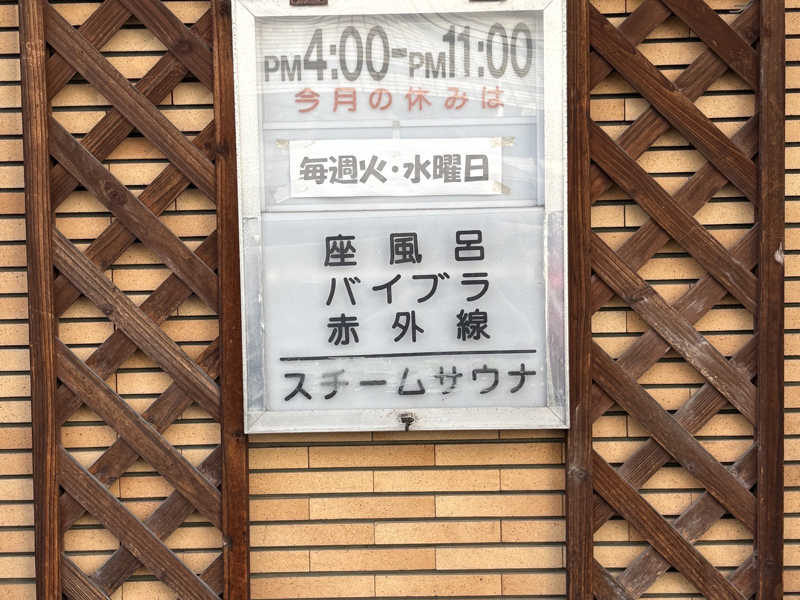 PM4:00-PM11:00
今月の休みは
毎週火・水曜日
座風呂
バイブラ
赤外線
スチームサウナ